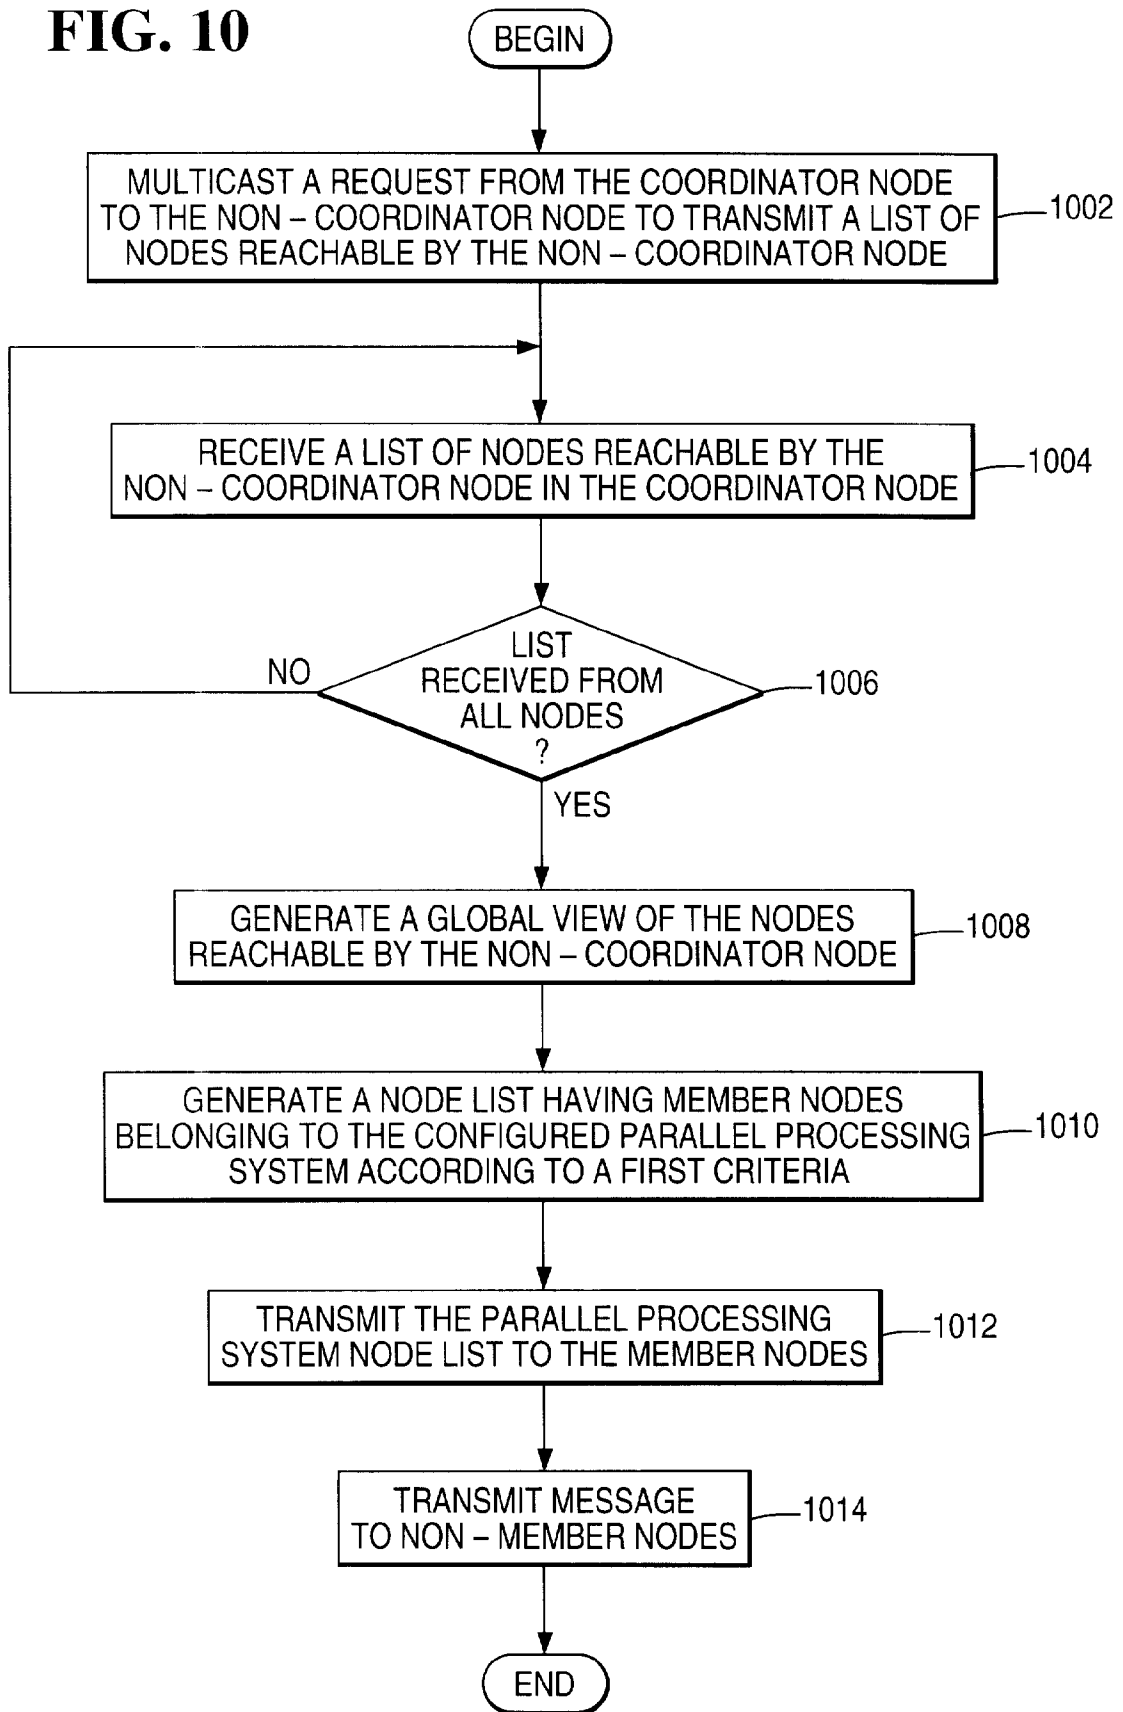 FIG. 10
BEGIN
MULTICAST A REQUEST FROM THE COORDINATOR NODE
TO THE NON – COORDINATOR NODE TO TRANSMIT A LIST OF
NODES REACHABLE BY THE NON – COORDINATOR NODE
1002
RECEIVE A LIST OF NODES REACHABLE BY THE
NON – COORDINATOR NODE IN THE COORDINATOR NODE
1004
LIST
RECEIVED FROM
ALL NODES
?
1006
NO
YES
GENERATE A GLOBAL VIEW OF THE NODES
REACHABLE BY THE NON – COORDINATOR NODE
1008
GENERATE A NODE LIST HAVING MEMBER NODES
BELONGING TO THE CONFIGURED PARALLEL PROCESSING
SYSTEM ACCORDING TO A FIRST CRITERIA
1010
TRANSMIT THE PARALLEL PROCESSING
SYSTEM NODE LIST TO THE MEMBER NODES
1012
TRANSMIT MESSAGE
TO NON – MEMBER NODES
1014
END